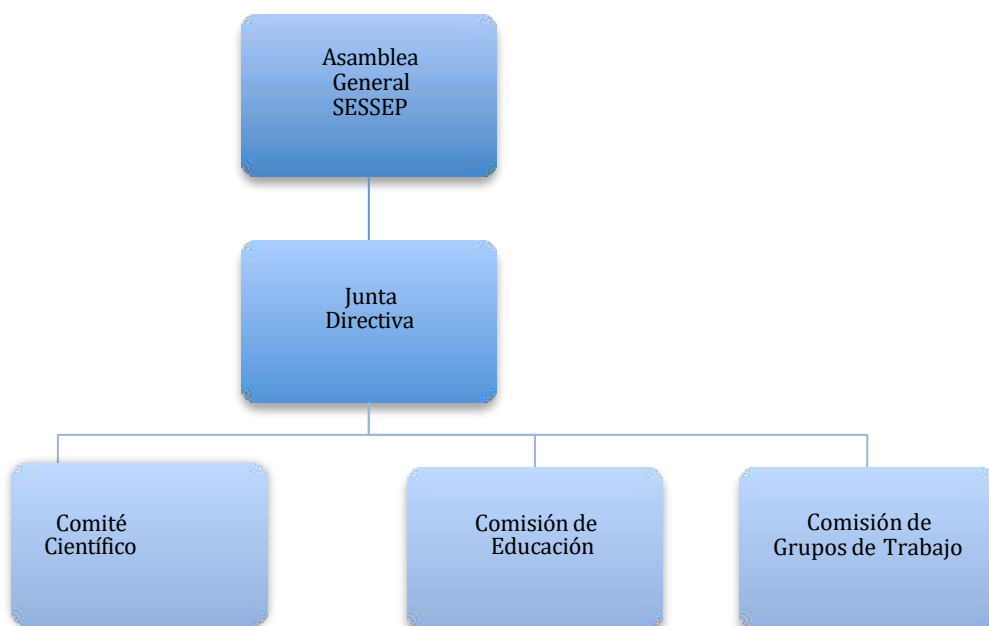 Asamblea
General
SESSEP
Junta
Directiva
Comité
Científico
Comisión de
Educación
Comisión de
Grupos de Trabajo